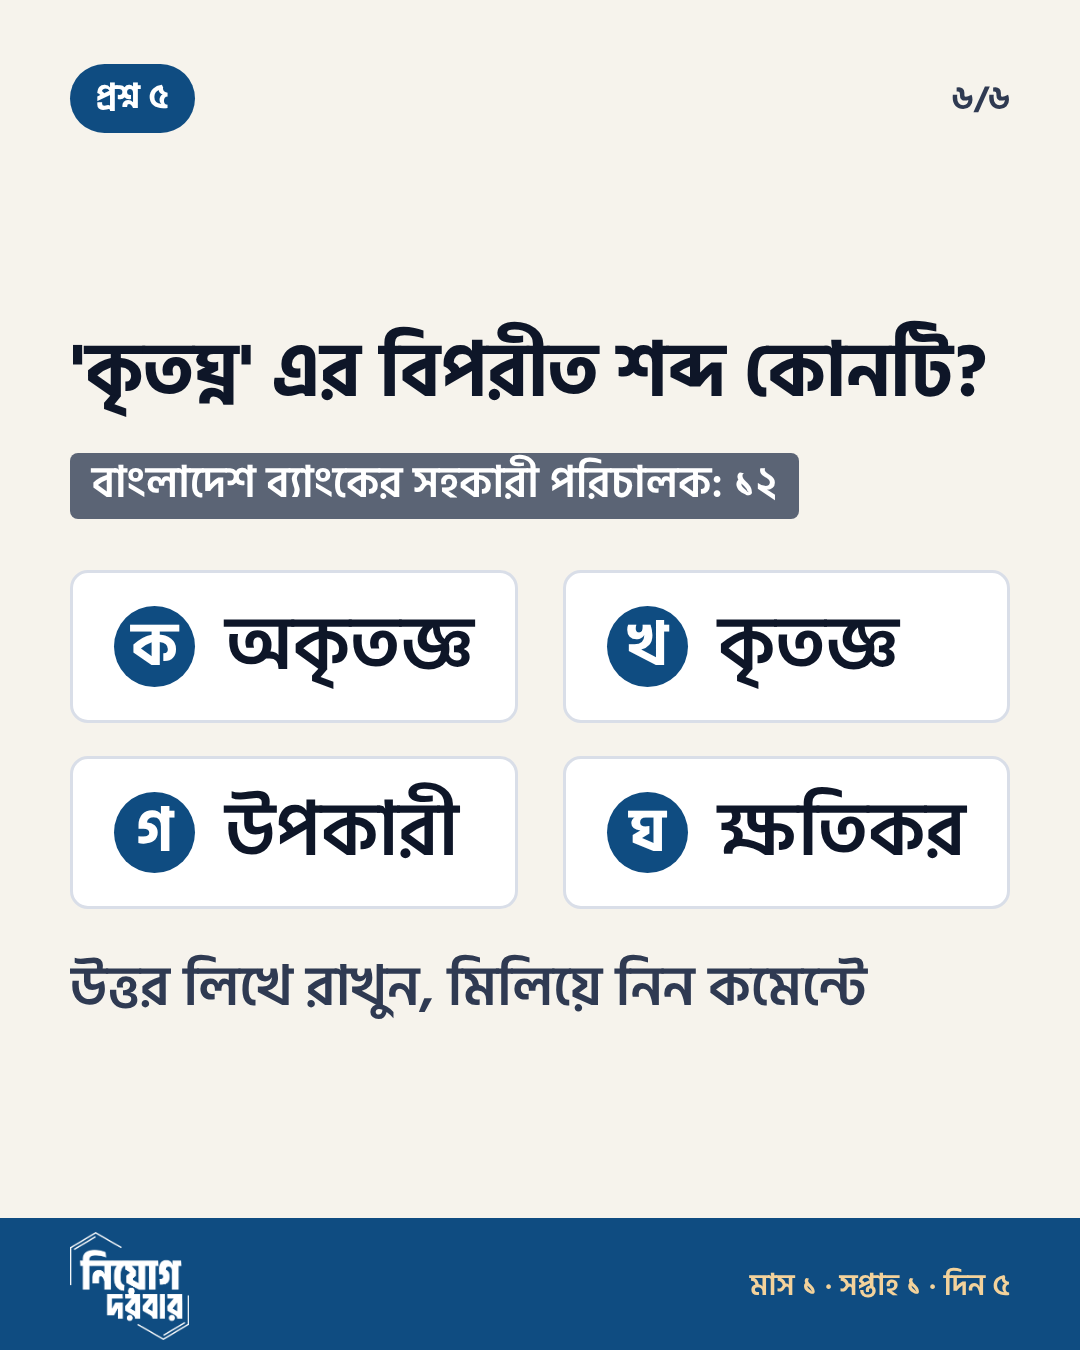 প্রশ্ন ৫
৬/৬
'কৃতঘ্ন' এর বিপরীত শব্দ কোনটি?
বাংলাদেশ ব্যাংকের সহকারী পরিচালক: ১২
ক অকৃতজ্ঞ
খ কৃতজ্ঞ
গ উপকারী
ঘ ক্ষতিকর
উত্তর লিখে রাখুন, মিলিয়ে নিন কমেন্টে
নিয়োগ
দরবার
মাস ১ · সপ্তাহ ১ · দিন ৫